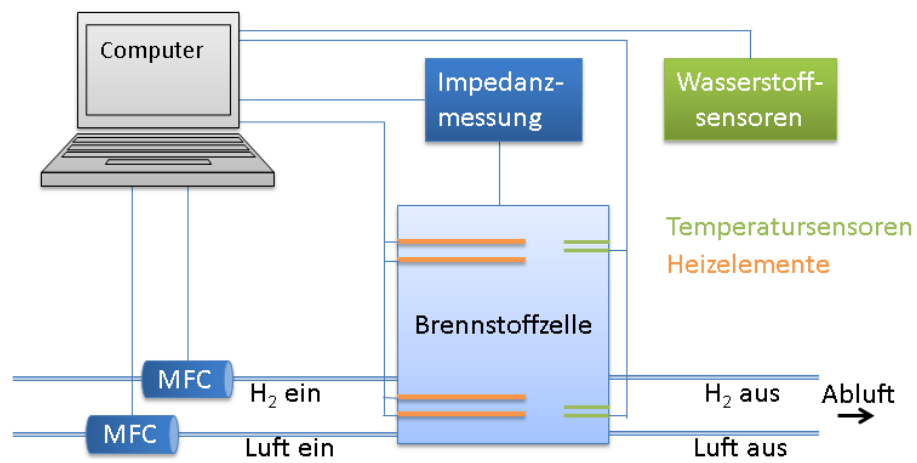 Computer
Impedanz-
messung
Wasserstoff-
sensoren
Temperatursensoren
Heizelemente
Brennstoffzelle
MFC
H₂ ein
H₂ aus
Abluft
MFC
Luft ein
Luft aus